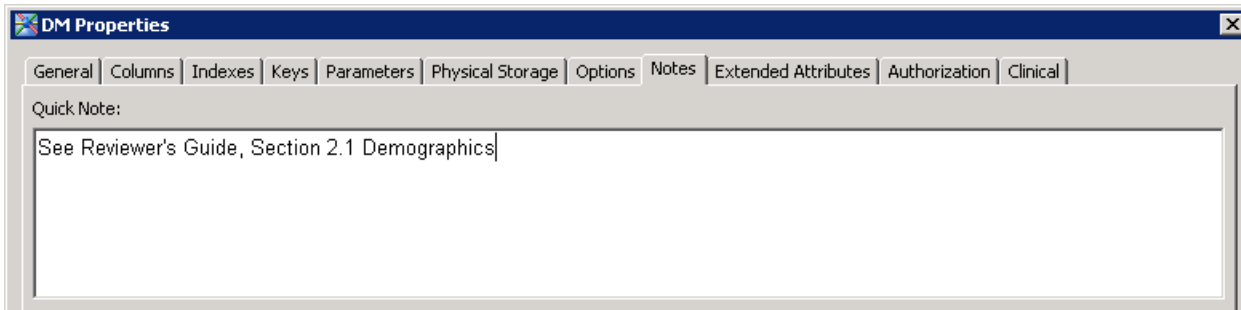 DM Properties
General Columns Indexes Keys Parameters Physical Storage Options Notes Extended Attributes Authorization Clinical
Quick Note:
See Reviewer's Guide, Section 2.1 Demographics